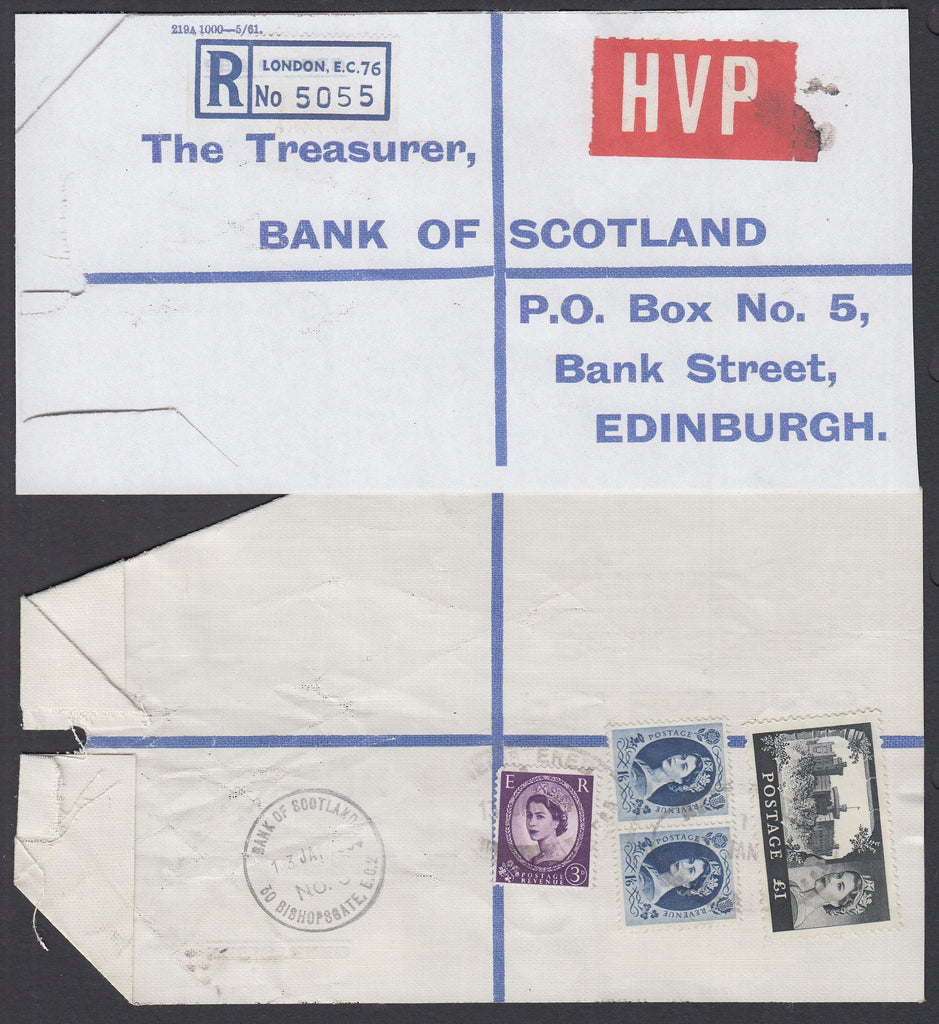 219A 1000—5/61.
R
LONDON, E.C.76
No 5055
HVP
The Treasurer,
BANK OF SCOTLAND
P.O. Box No. 5,
Bank Street,
EDINBURGH.
BANK OF SCOTLAND
13 JAN
NO.
30 BISHOPSGATE, E.C.2
E R
POSTAGE
REVENUE
3D
POSTAGE
1/6
REVENUE
POSTAGE
1/6
REVENUE
POSTAGE £1